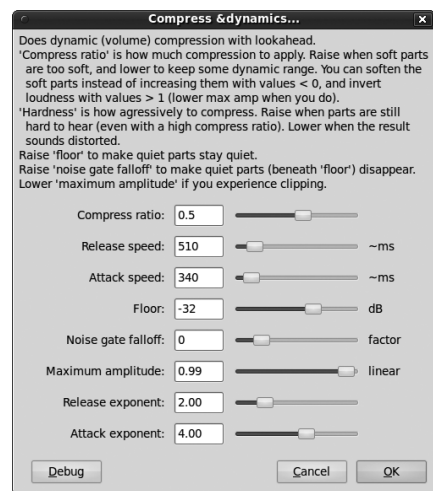 Compress &dynamics...
Does dynamic (volume) compression with lookahead.
'Compress ratio' is how much compression to apply. Raise when soft parts
are too soft, and lower to keep some dynamic range. You can soften the
soft parts instead of increasing them with values < 0, and invert
loudness with values > 1 (lower max amp when you do).
'Hardness' is how agressively to compress. Raise when parts are still
hard to hear (even with a high compress ratio). Lower when the result
sounds distorted.
Raise 'floor' to make quiet parts stay quiet.
Raise 'noise gate falloff' to make quiet parts (beneath 'floor') disappear.
Lower 'maximum amplitude' if you experience clipping.
Compress ratio: 0.5
Release speed: 510 ~ms
Attack speed: 340 ~ms
Floor: -32 dB
Noise gate falloff: 0 factor
Maximum amplitude: 0.99 linear
Release exponent: 2.00
Attack exponent: 4.00
Debug Cancel OK